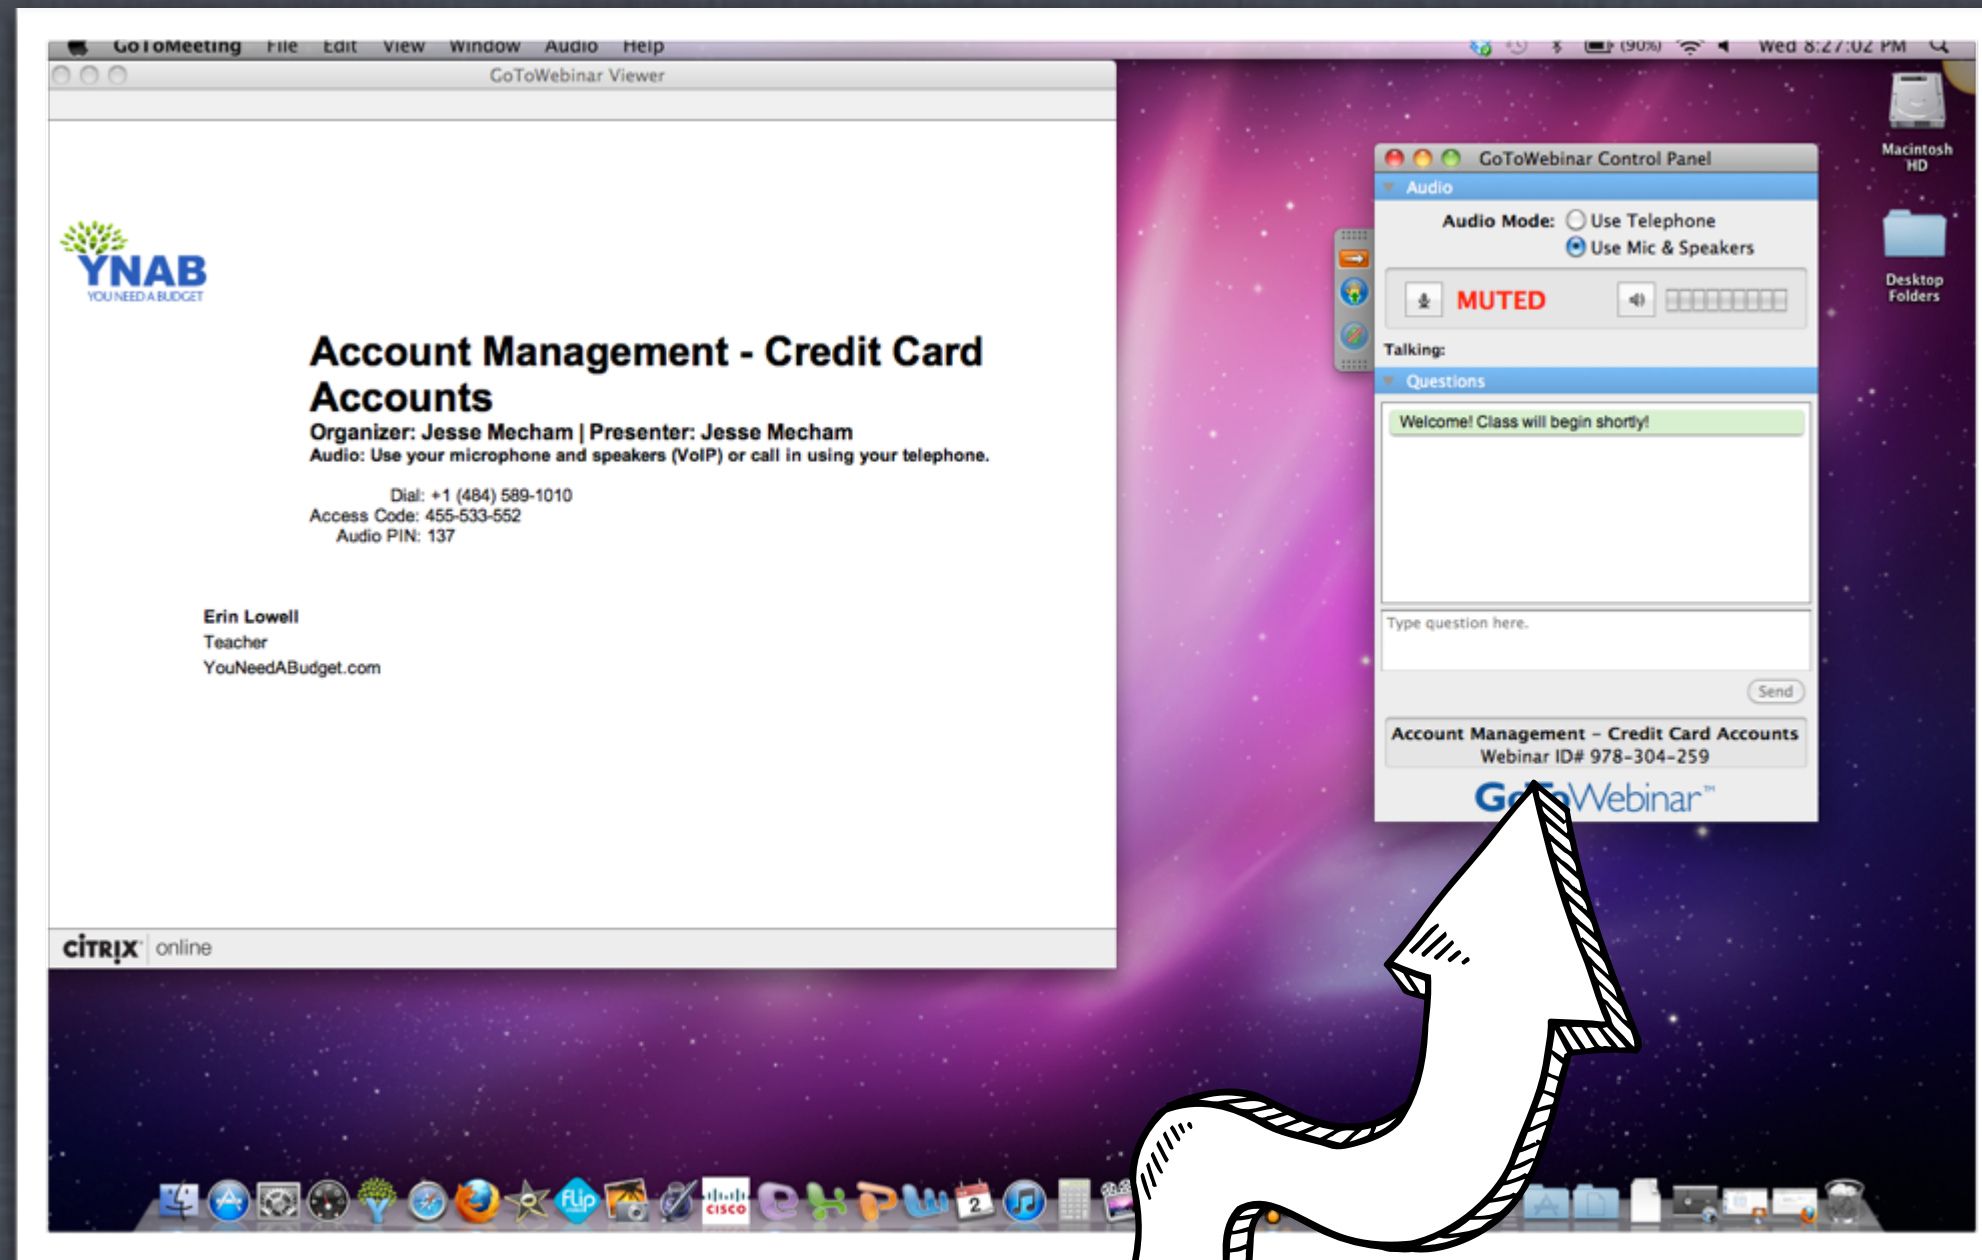 GoToMeeting File Edit View Window Audio Help
(90%) Wed 8:27:02 PM
GoToWebinar Viewer
YNAB
YOU NEED A BUDGET
Account Management - Credit Card
Accounts
Organizer: Jesse Mecham | Presenter: Jesse Mecham
Audio: Use your microphone and speakers (VoIP) or call in using your telephone.
Dial: +1 (484) 589-1010
Access Code: 455-533-552
Audio PIN: 137
Erin Lowell
Teacher
YouNeedABudget.com
CITRIX online
GoToWebinar Control Panel
Audio
Audio Mode: Use Telephone
Use Mic & Speakers
MUTED
Talking:
Questions
Welcome! Class will begin shortly!
Type question here.
Send
Account Management – Credit Card Accounts
Webinar ID# 978-304-259
GoToWebinar™
Macintosh
HD
Desktop
Folders
flip
CISCO
2